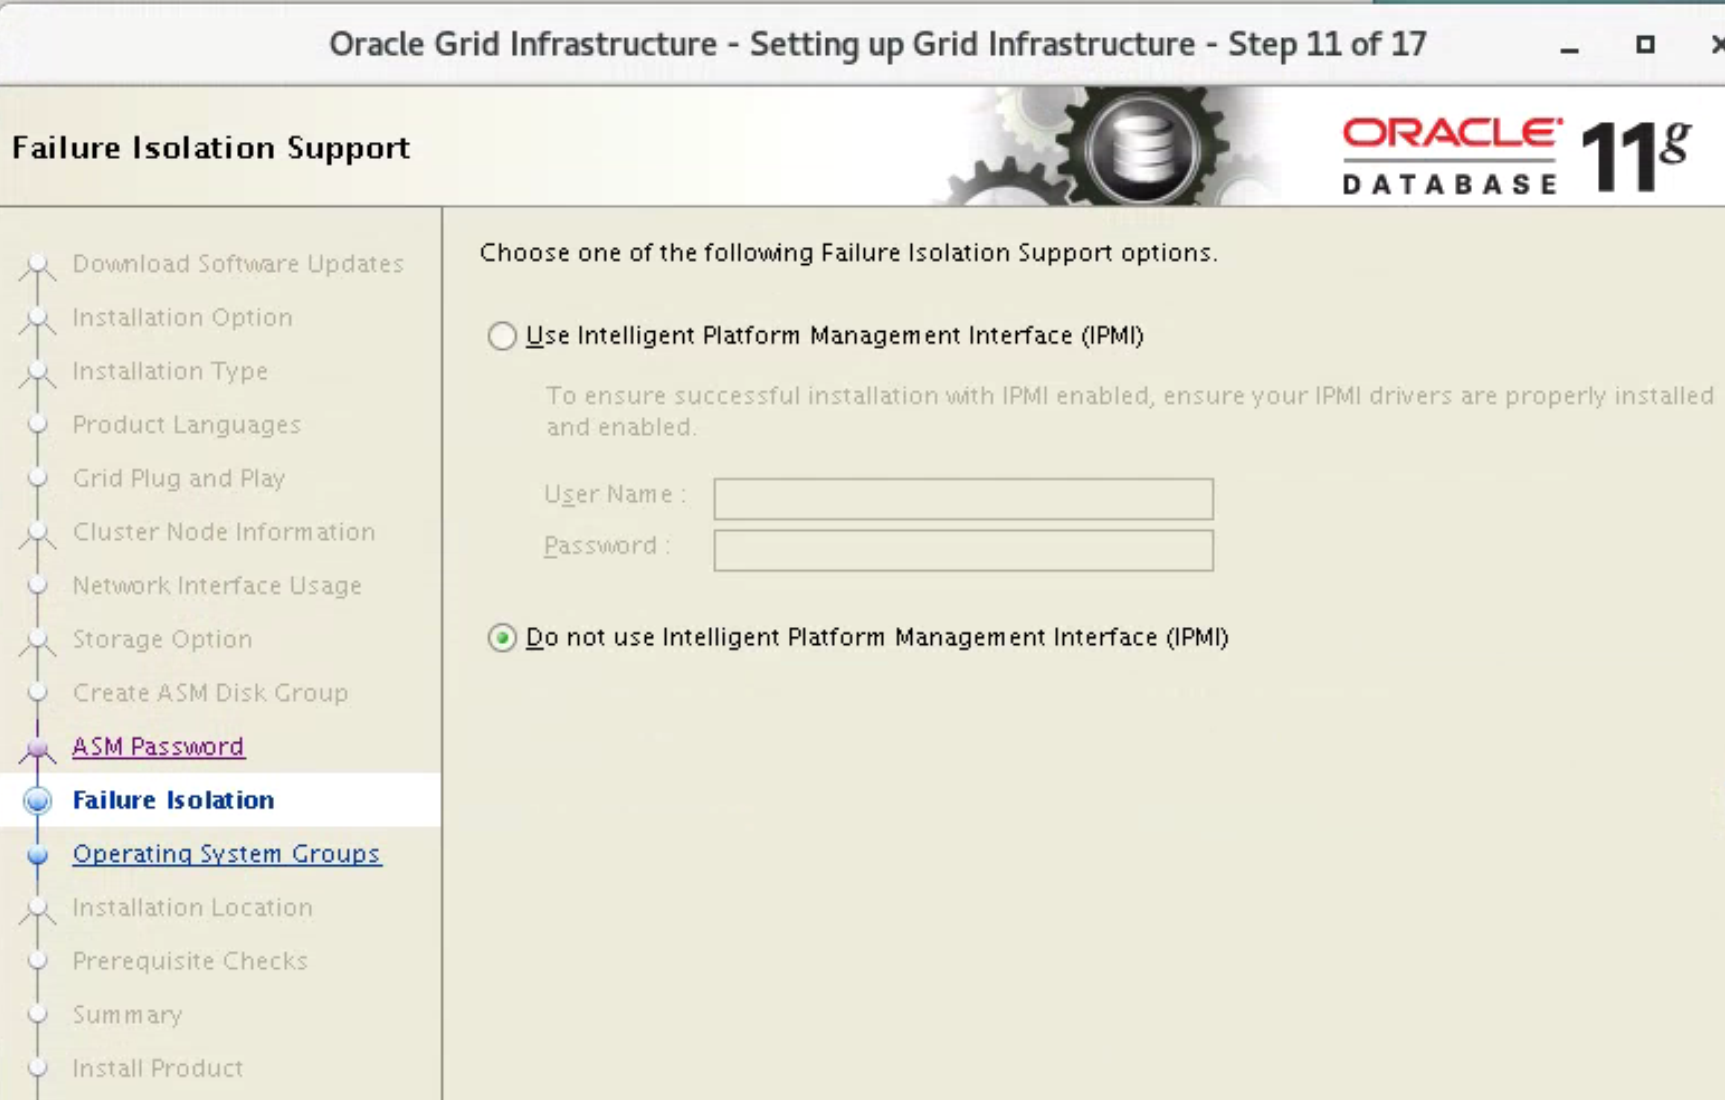 Oracle Grid Infrastructure - Setting up Grid Infrastructure - Step 11 of 17
Failure Isolation Support
ORACLE
DATABASE
11g
Download Software Updates
Installation Option
Installation Type
Product Languages
Grid Plug and Play
Cluster Node Information
Network Interface Usage
Storage Option
Create ASM Disk Group
ASM Password
Failure Isolation
Operating System Groups
Installation Location
Prerequisite Checks
Summary
Install Product
Choose one of the following Failure Isolation Support options.
Use Intelligent Platform Management Interface (IPMI)
To ensure successful installation with IPMI enabled, ensure your IPMI drivers are properly installed
and enabled.
User Name :
Password :
Do not use Intelligent Platform Management Interface (IPMI)